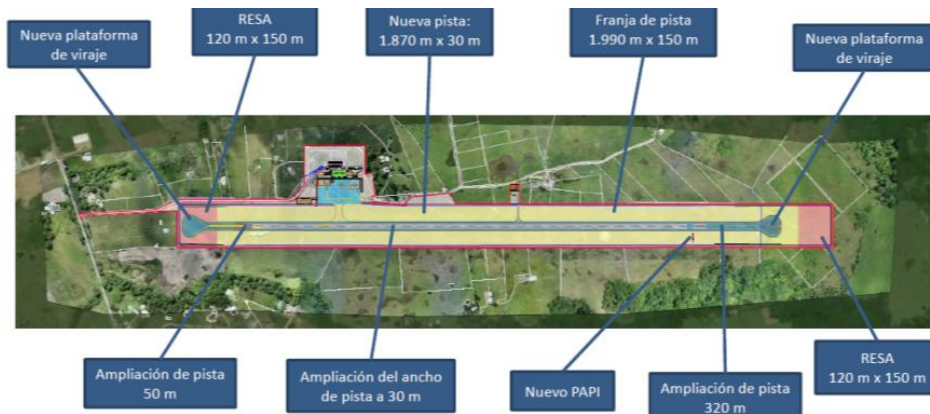 Nueva plataforma
de viraje
RESA
120 m x 150 m
Nueva pista:
1.870 m x 30 m
Franja de pista
1.990 m x 150 m
Nueva plataforma
de viraje
Ampliación de pista
50 m
Ampliación del ancho
de pista a 30 m
Nuevo PAPI
Ampliación de pista
320 m
RESA
120 m x 150 m